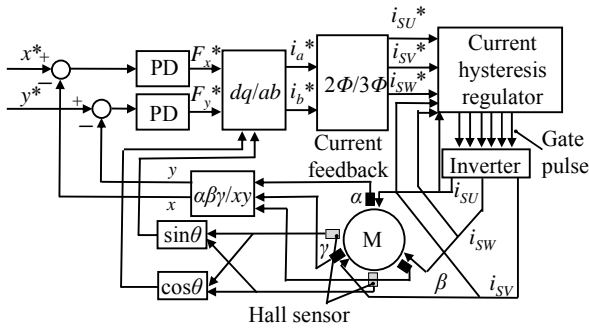 x* + PD F_x* i_a* i_SU* Current hysteresis regulator
−
y* + PD F_y* dq/ab i_b* 2Φ/3Φ i_SV*
−
i_SW*
Current feedback
Gate pulse
Inverter
y
x
αβγ/xy
α
i_SU
sinθ
γ
M
i_SW
cosθ
β
i_SV
Hall sensor